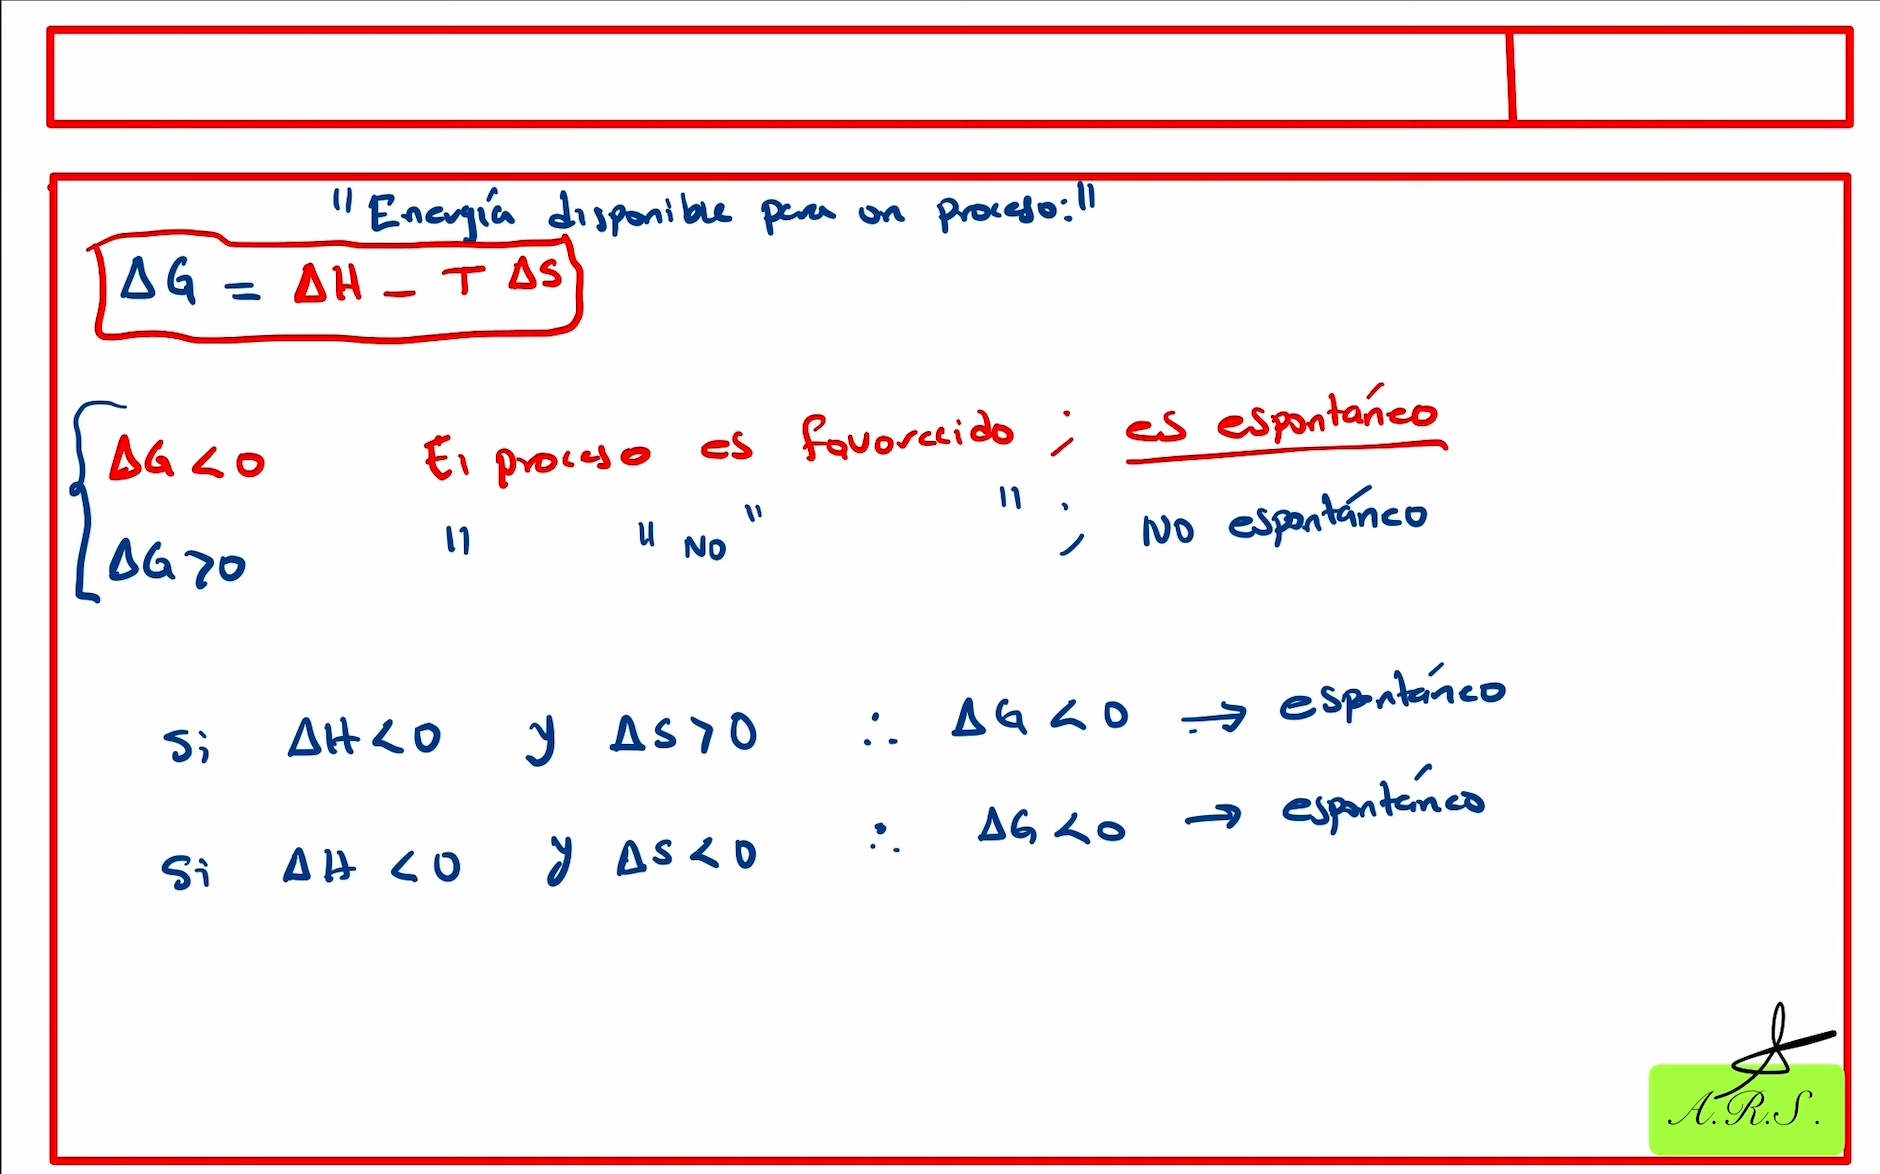 "Energía disponible para un proceso:"
ΔG = ΔH - T ΔS
ΔG < 0 El proceso es favorecido ; es espontáneo
ΔG > 0 " " NO " " ; NO espontáneo
Si ΔH < 0 y ΔS > 0 ∴ ΔG < 0 → espontáneo
Si ΔH < 0 y ΔS < 0 ∴ ΔG < 0 → espontáneo
A.R.S.